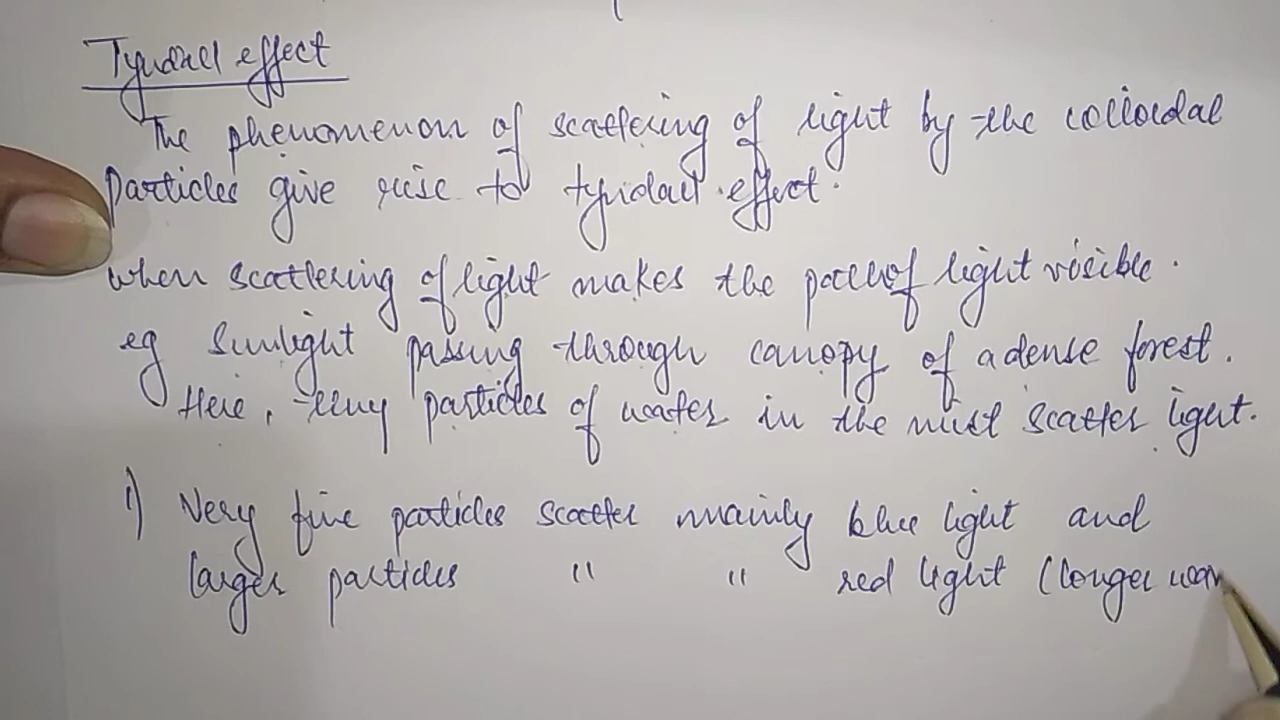 Tyndall effect
The phenomenon of scattering of light by the colloidal
particles give rise to tyndall effect.
when scattering of light makes the path of light visible.
eg sunlight passing through canopy of a dense forest.
Here, tiny particles of water in the mist scatter light.
i) Very fine particles scatter mainly blue light and
larger particles " " red light (longer wav